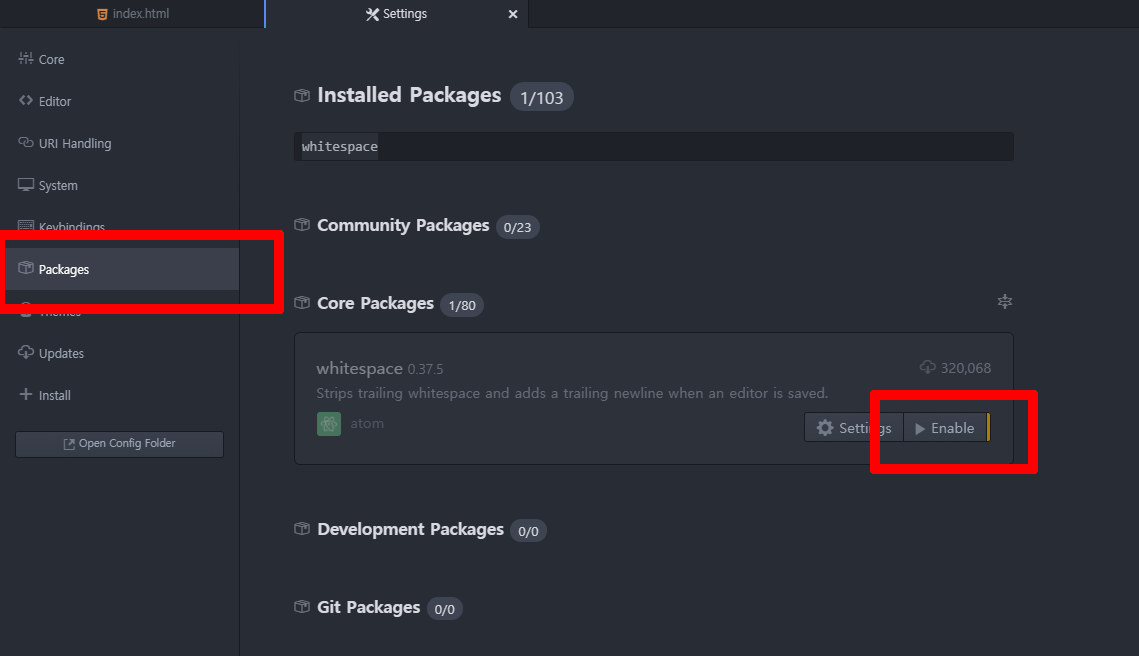 index.html
Settings
Core
Editor
URI Handling
System
Keybindings
Packages
Themes
Updates
Install
Open Config Folder
Installed Packages 1/103
whitespace
Community Packages 0/23
Core Packages 1/80
whitespace 0.37.5
320,068
Strips trailing whitespace and adds a trailing newline when an editor is saved.
atom
Settings
Enable
Development Packages 0/0
Git Packages 0/0